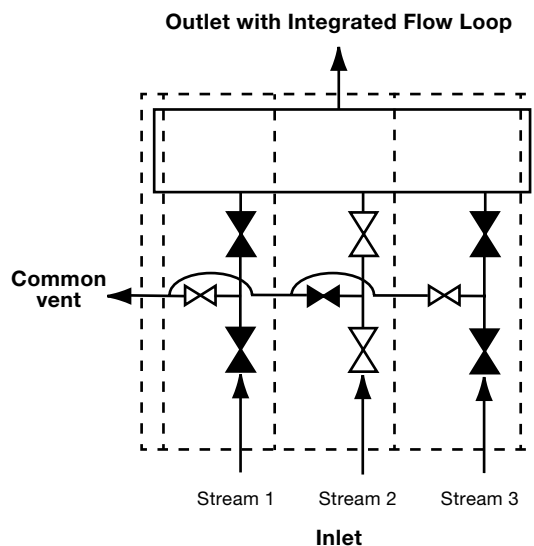 Outlet with Integrated Flow Loop
Common
vent
Stream 1 Stream 2 Stream 3
Inlet